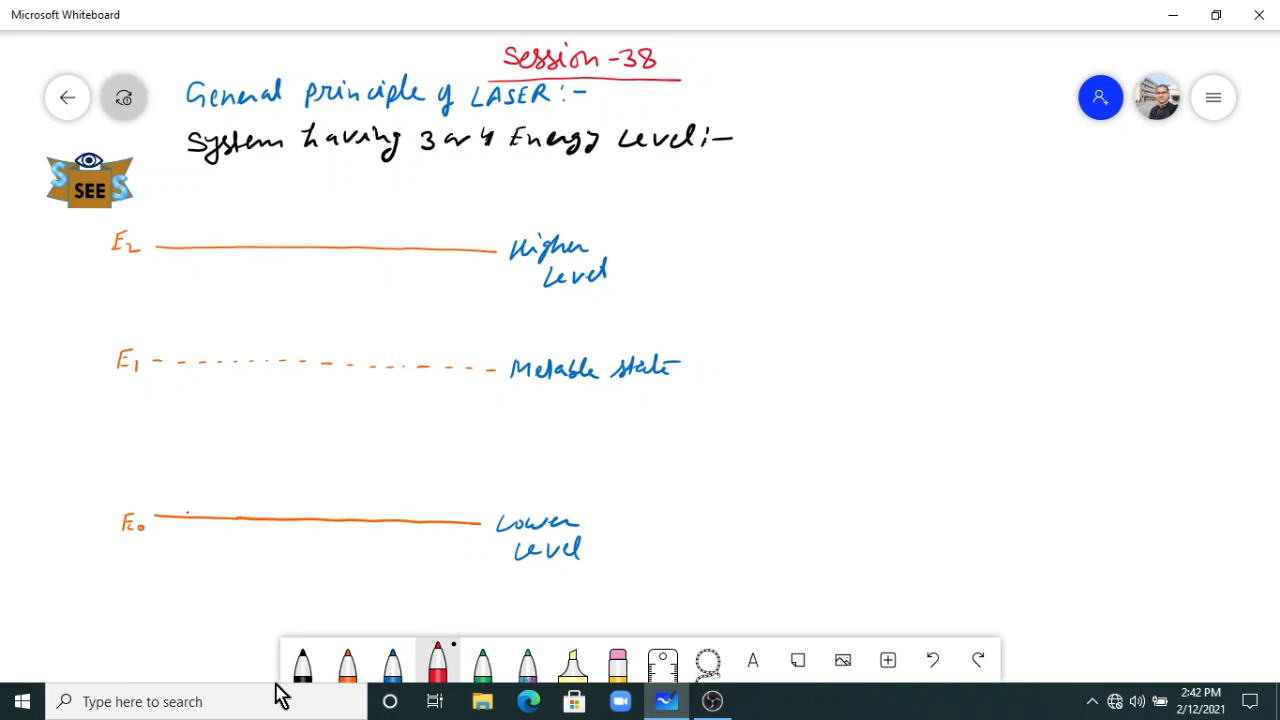 Microsoft Whiteboard
Session-38
General principle of LASER:-
System having 3 or 4 Energy Level:-
SEE
E2 Higher
Level
E1 Metable state
E0 Lower
Level
Type here to search
2:42 PM
2/12/2021